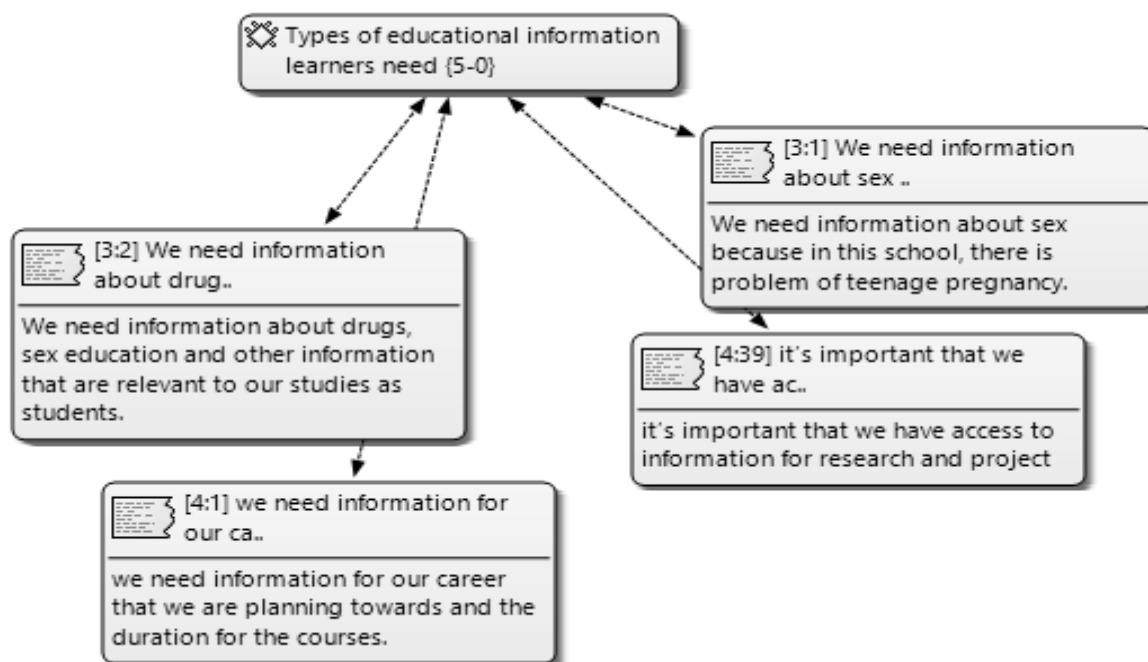 Types of educational information
learners need {5-0}
[3:1] We need information
about sex ..
We need information about sex
because in this school, there is
problem of teenage pregnancy.
[3:2] We need information
about drug..
We need information about drugs,
sex education and other information
that are relevant to our studies as
students.
[4:39] it's important that we
have ac..
it's important that we have access to
information for research and project
[4:1] we need information for
our ca..
we need information for our career
that we are planning towards and the
duration for the courses.